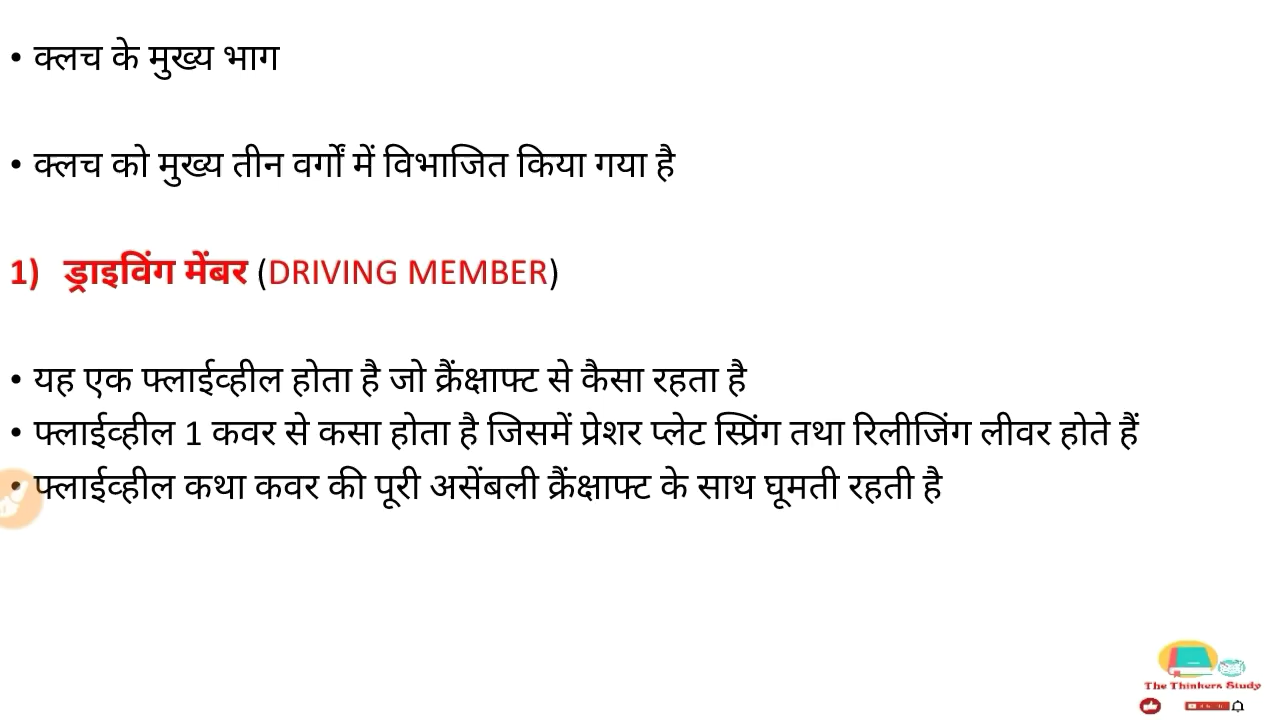 • क्लच के मुख्य भाग
• क्लच को मुख्य तीन वर्गों में विभाजित किया गया है
1) ड्राइविंग मेंबर (DRIVING MEMBER)
• यह एक फ्लाईव्हील होता है जो क्रैंक्षाफ्ट से कैसा रहता है
• फ्लाईव्हील 1 कवर से कसा होता है जिसमें प्रेशर प्लेट स्प्रिंग तथा रिलीजिंग लीवर होते हैं
• फ्लाईव्हील कथा कवर की पूरी असेंबली क्रैंक्षाफ्ट के साथ घूमती रहती है
The Thinkers Study